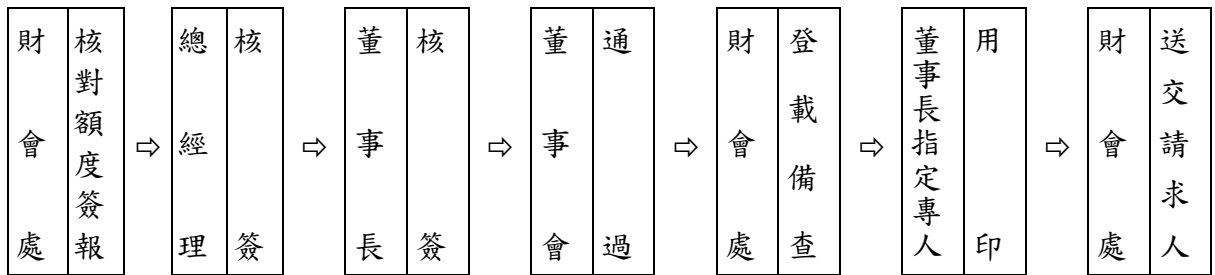 財會處 核對額度簽報
⇨
總經理 核簽
⇨
董事長 核簽
⇨
董事會 通過
⇨
財會處 登載備查
⇨
董事長指定專人 用印
⇨
財會處 送交請求人